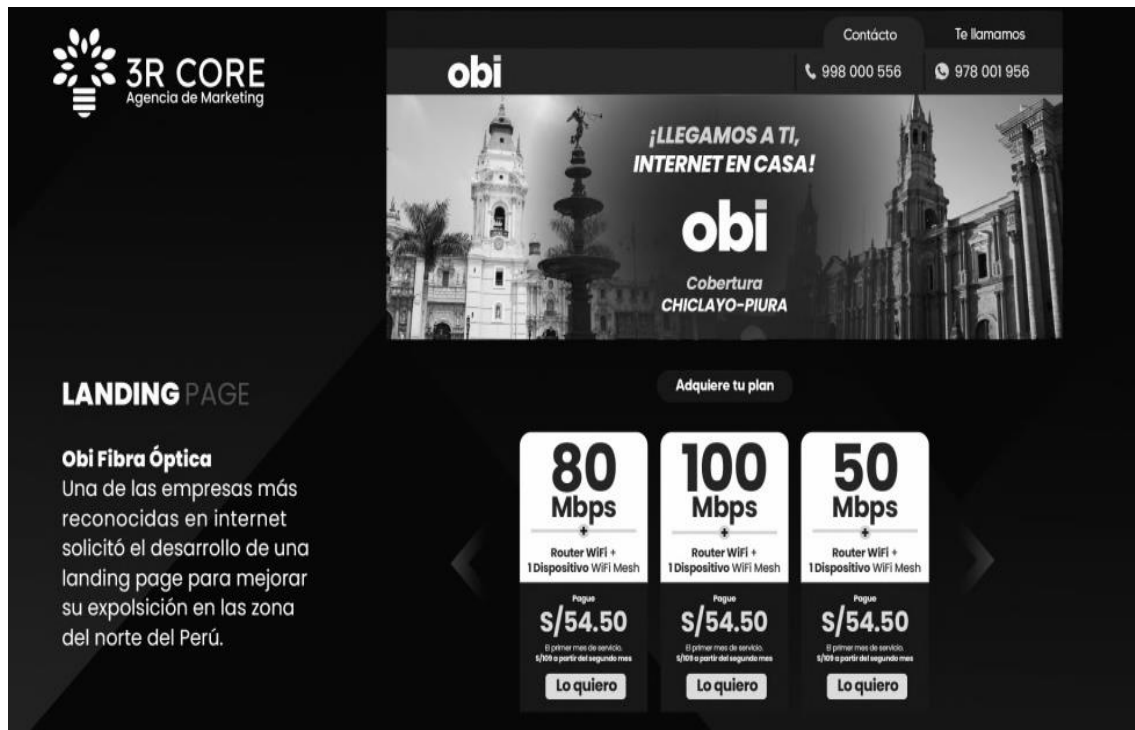 3R CORE
Agencia de Marketing
Contácto
Te llamamos
obi
998 000 556
978 001 956
¡LLEGAMOS A TI,
INTERNET EN CASA!
obi
Cobertura
CHICLAYO-PIURA
LANDING PAGE
Obi Fibra Óptica
Una de las empresas más
reconocidas en internet
solicitó el desarrollo de una
landing page para mejorar
su expolsición en las zona
del norte del Perú.
Adquiere tu plan
80
Mbps
+
Router WiFi +
1 Dispositivo WiFi Mesh
Pague
S/54.50
El primer mes de servicio.
S/109 a partir del segundo mes
Lo quiero
100
Mbps
+
Router WiFi +
1 Dispositivo WiFi Mesh
Pague
S/54.50
El primer mes de servicio.
S/109 a partir del segundo mes
Lo quiero
50
Mbps
+
Router WiFi +
1 Dispositivo WiFi Mesh
Pague
S/54.50
El primer mes de servicio.
S/109 a partir del segundo mes
Lo quiero